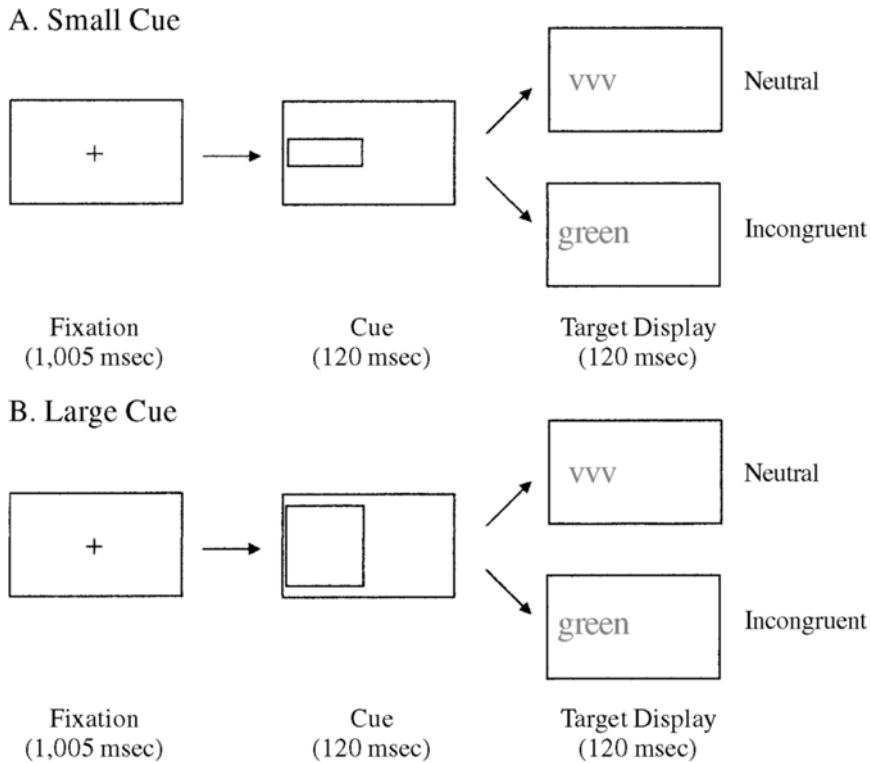 A. Small Cue
+
vvv
Neutral
green
Incongruent
Fixation
(1,005 msec)
Cue
(120 msec)
Target Display
(120 msec)
B. Large Cue
+
vvv
Neutral
green
Incongruent
Fixation
(1,005 msec)
Cue
(120 msec)
Target Display
(120 msec)